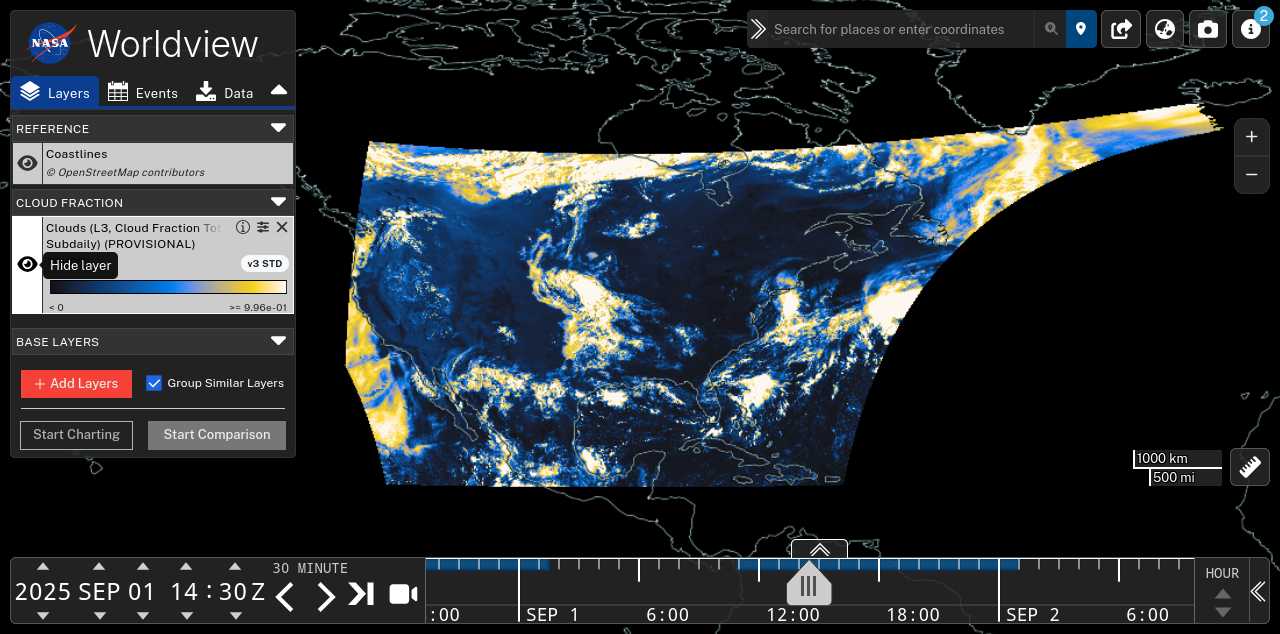 NASA Worldview
Search for places or enter coordinates
2
Layers
Events
Data
REFERENCE
Coastlines
© OpenStreetMap contributors
CLOUD FRACTION
Clouds (L3, Cloud Fraction Tot
Subdaily) (PROVISIONAL)
Hide layer
v3 STD
< 0
>= 9.96e-01
BASE LAYERS
+ Add Layers
Group Similar Layers
Start Charting
Start Comparison
+
−
1000 km
500 mi
2025 SEP 01 14 : 30 Z
30 MINUTE
:00
SEP 1
6:00
12:00
18:00
SEP 2
6:00
HOUR